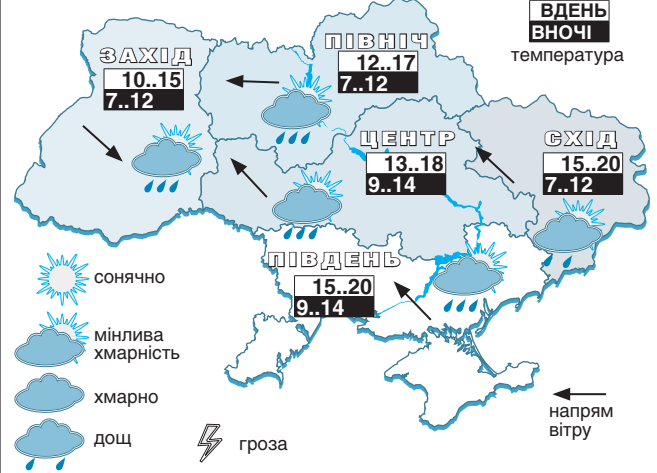 ВДЕНЬ
ВНОЧІ
температура
ЗАХІД
10..15
7..12
ПІВНІЧ
12..17
7..12
ЦЕНТР
13..18
9..14
СХІД
15..20
7..12
ПІВДЕНЬ
15..20
9..14
сонячно
мінлива
хмарність
хмарно
дощ
гроза
напрям
вітру